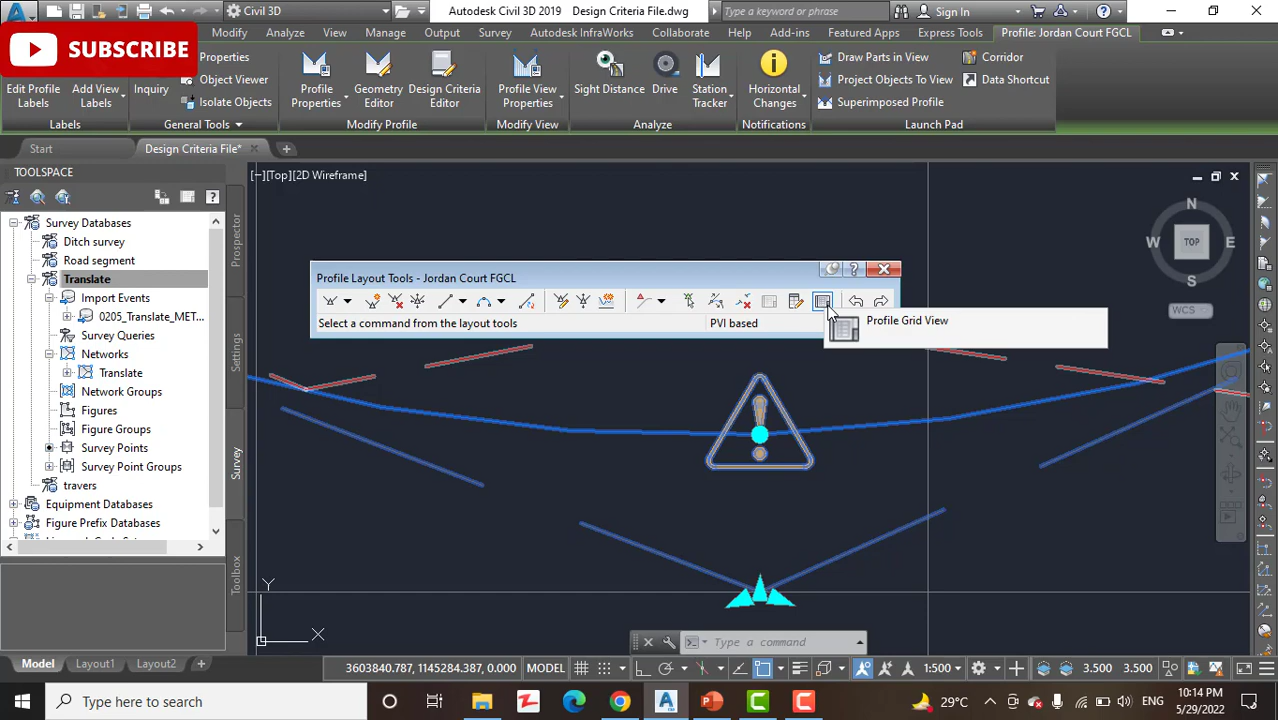 Civil 3D
Autodesk Civil 3D 2019 Design Criteria File.dwg
Type a keyword or phrase
Sign In
SUBSCRIBE
Modify Analyze View Manage Output Survey Autodesk InfraWorks Collaborate Help Add-ins Featured Apps Express Tools Profile: Jordan Court FGCL
Properties
Object Viewer
Isolate Objects
Edit Profile
Labels
Add View
Labels
Inquiry
Profile
Properties
Geometry
Editor
Design Criteria
Editor
Profile View
Properties
Sight Distance
Drive
Station
Tracker
Horizontal
Changes
Draw Parts in View
Project Objects To View
Superimposed Profile
Corridor
Data Shortcut
Labels
General Tools
Modify Profile
Modify View
Analyze
Notifications
Launch Pad
Start
Design Criteria File*
TOOLSPACE
Survey Databases
Ditch survey
Road segment
Translate
Import Events
0205_Translate_MET...
Survey Queries
Networks
Translate
Network Groups
Figures
Figure Groups
Survey Points
Survey Point Groups
travers
Equipment Databases
Figure Prefix Databases
Prospector
Settings
Survey
Toolbox
[−][Top][2D Wireframe]
N
W
TOP
E
S
WCS
Profile Layout Tools - Jordan Court FGCL
Select a command from the layout tools
PVI based
Profile Grid View
Y
X
Type a command
Model
Layout1
Layout2
3603840.787, 1145284.387, 0.000
MODEL
1:500
3.500
3.500
Type here to search
29°C
ENG
10:14 PM
5/29/2022